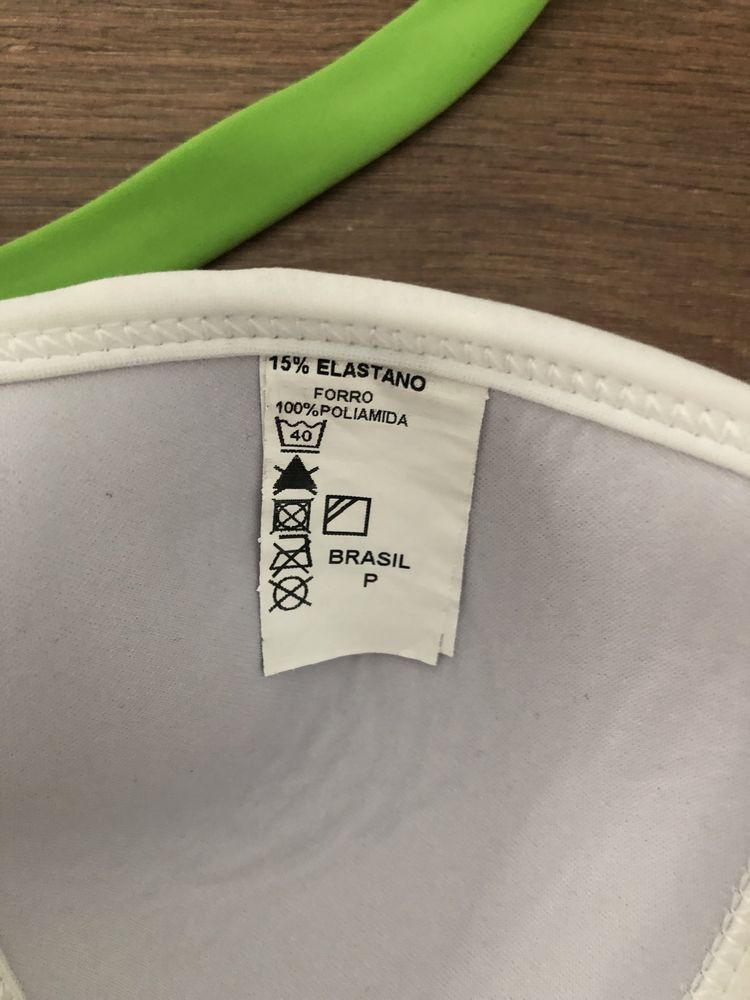 15% ELASTANO
FORRO
100%POLIAMIDA
40
BRASIL
P